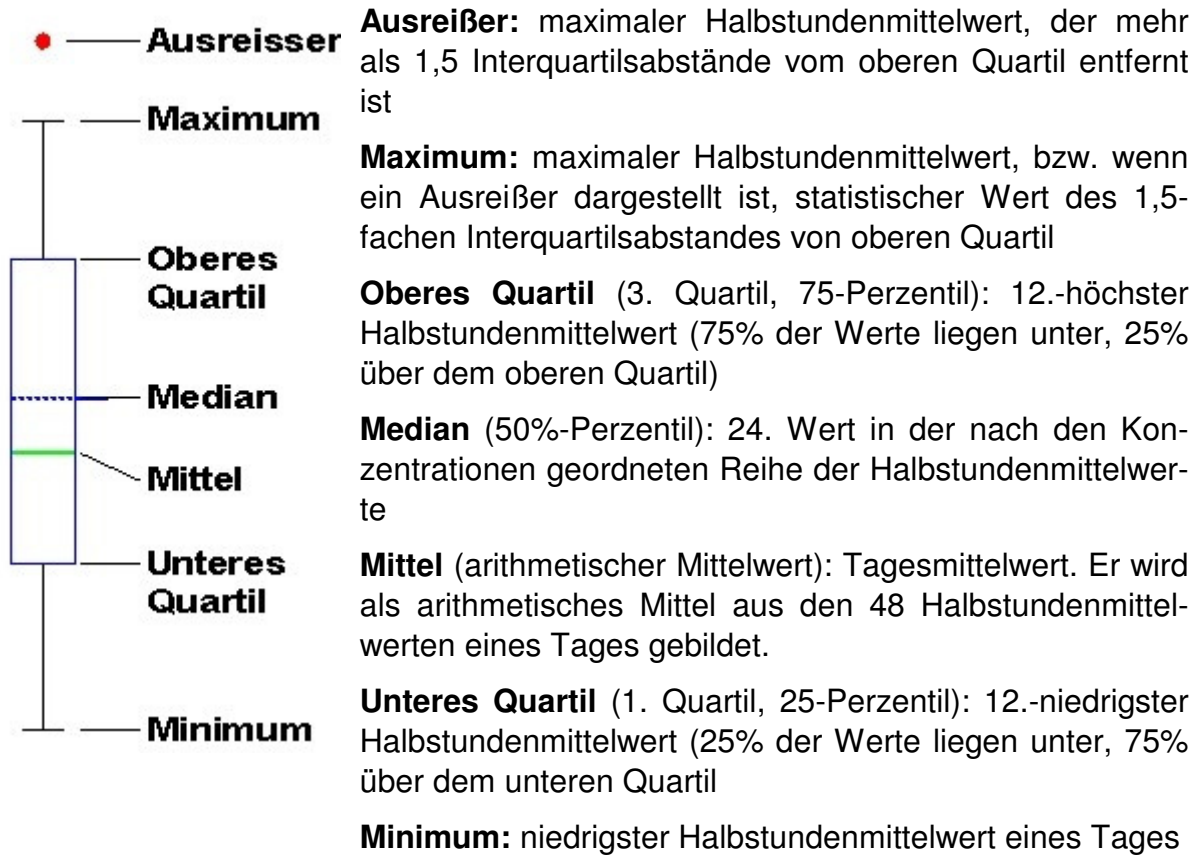 Ausreisser
Maximum
Oberes
Quartil
Median
Mittel
Unteres
Quartil
Minimum
Ausreißer: maximaler Halbstundenmittelwert, der mehr
als 1,5 Interquartilsabstände vom oberen Quartil entfernt
ist
Maximum: maximaler Halbstundenmittelwert, bzw. wenn
ein Ausreißer dargestellt ist, statistischer Wert des 1,5-
fachen Interquartilsabstandes von oberen Quartil
Oberes Quartil (3. Quartil, 75-Perzentil): 12.-höchster
Halbstundenmittelwert (75% der Werte liegen unter, 25%
über dem oberen Quartil)
Median (50%-Perzentil): 24. Wert in der nach den Kon-
zentrationen geordneten Reihe der Halbstundenmittelwer-
te
Mittel (arithmetischer Mittelwert): Tagesmittelwert. Er wird
als arithmetisches Mittel aus den 48 Halbstundenmittel-
werten eines Tages gebildet.
Unteres Quartil (1. Quartil, 25-Perzentil): 12.-niedrigster
Halbstundenmittelwert (25% der Werte liegen unter, 75%
über dem unteren Quartil
Minimum: niedrigster Halbstundenmittelwert eines Tages